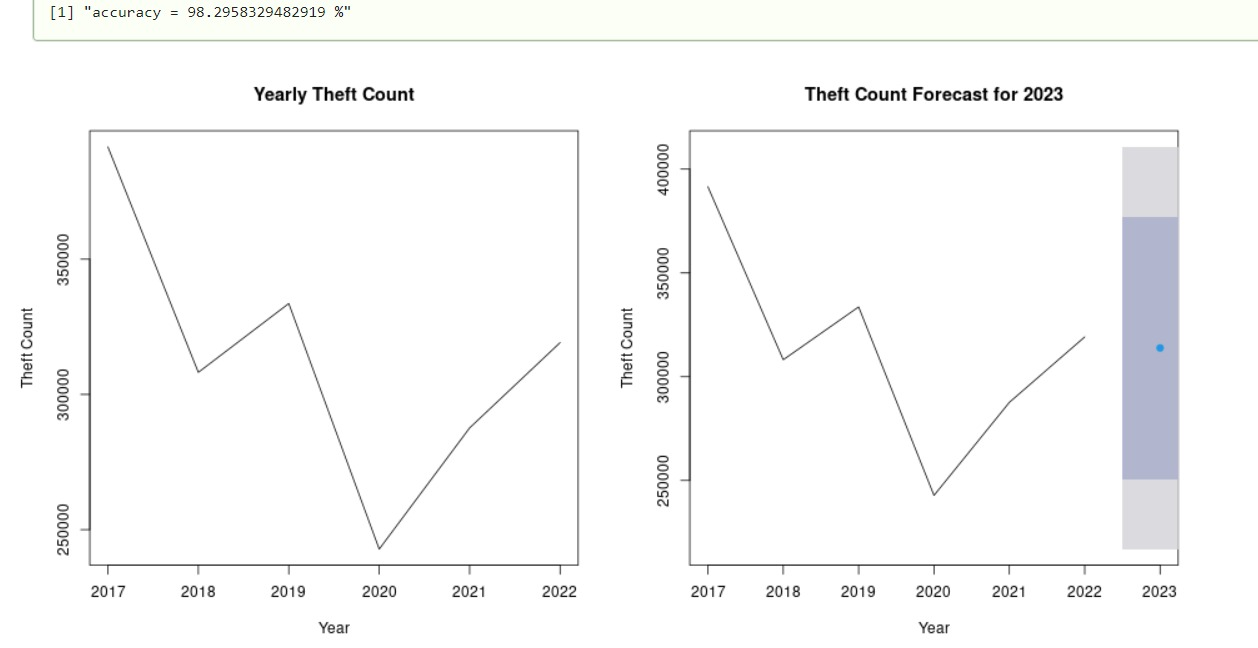 [1] "accuracy = 98.2958329482919 %"
Yearly Theft Count
Theft Count
350000
300000
250000
2017 2018 2019 2020 2021 2022
Year
Theft Count Forecast for 2023
Theft Count
400000
350000
300000
250000
2017 2018 2019 2020 2021 2022 2023
Year